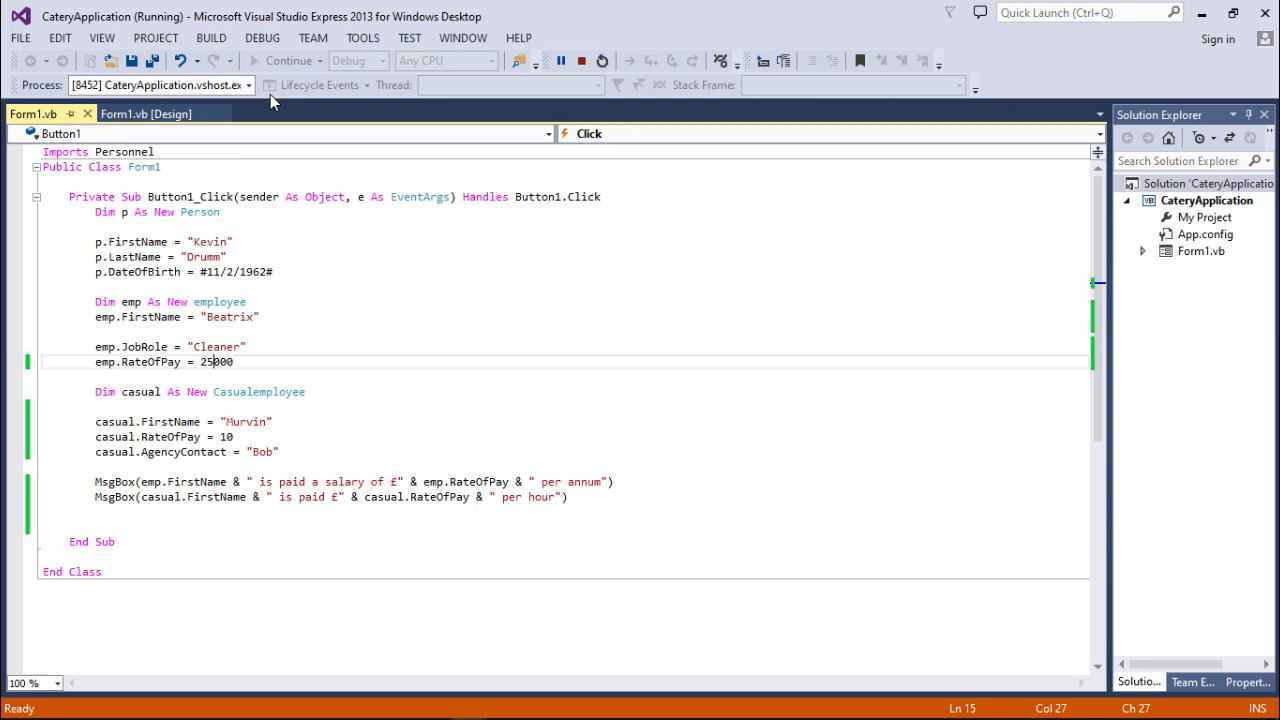 CateryApplication (Running) - Microsoft Visual Studio Express 2013 for Windows Desktop
Quick Launch (Ctrl+Q)
FILE EDIT VIEW PROJECT BUILD DEBUG TEAM TOOLS TEST WINDOW HELP
Sign in
Continue Debug Any CPU
Process: [8452] CateryApplication.vshost.ex Lifecycle Events Thread: Stack Frame:
Form1.vb Form1.vb [Design]
Button1 Click
Imports Personnel
Public Class Form1
Private Sub Button1_Click(sender As Object, e As EventArgs) Handles Button1.Click
Dim p As New Person
p.FirstName = "Kevin"
p.LastName = "Drumm"
p.DateOfBirth = #11/2/1962#
Dim emp As New employee
emp.FirstName = "Beatrix"
emp.JobRole = "Cleaner"
emp.RateOfPay = 25000
Dim casual As New Casualemployee
casual.FirstName = "Murvin"
casual.RateOfPay = 10
casual.AgencyContact = "Bob"
MsgBox(emp.FirstName & " is paid a salary of £" & emp.RateOfPay & " per annum")
MsgBox(casual.FirstName & " is paid £" & casual.RateOfPay & " per hour")
End Sub
End Class
100 %
Solution Explorer
Search Solution Explorer
Solution 'CateryApplicatio
CateryApplication
My Project
App.config
Form1.vb
Solutio... Team E... Propert...
Ready Ln 15 Col 27 Ch 27 INS